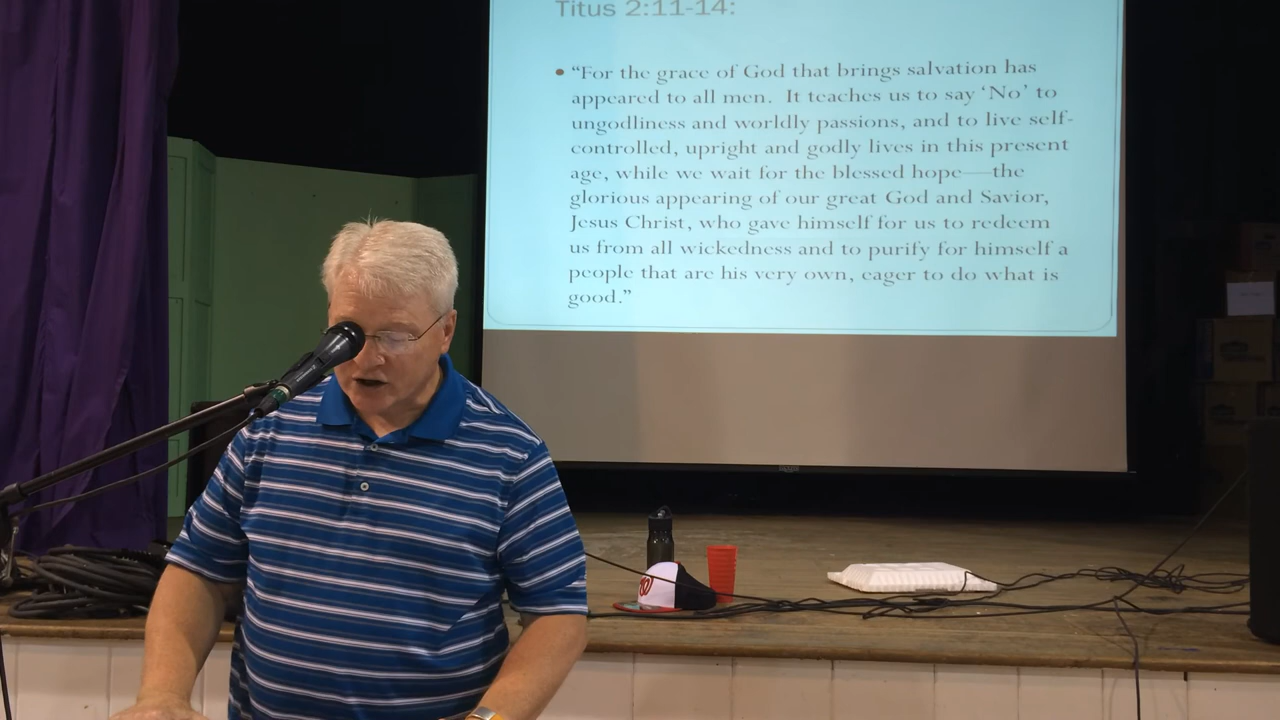 Titus 2:11-14:
• “For the grace of God that brings salvation has
appeared to all men.  It teaches us to say ‘No’ to
ungodliness and worldly passions, and to live self-
controlled, upright and godly lives in this present
age, while we wait for the blessed hope—the
glorious appearing of our great God and Savior,
Jesus Christ, who gave himself for us to redeem
us from all wickedness and to purify for himself a
people that are his very own, eager to do what is
good.”
W